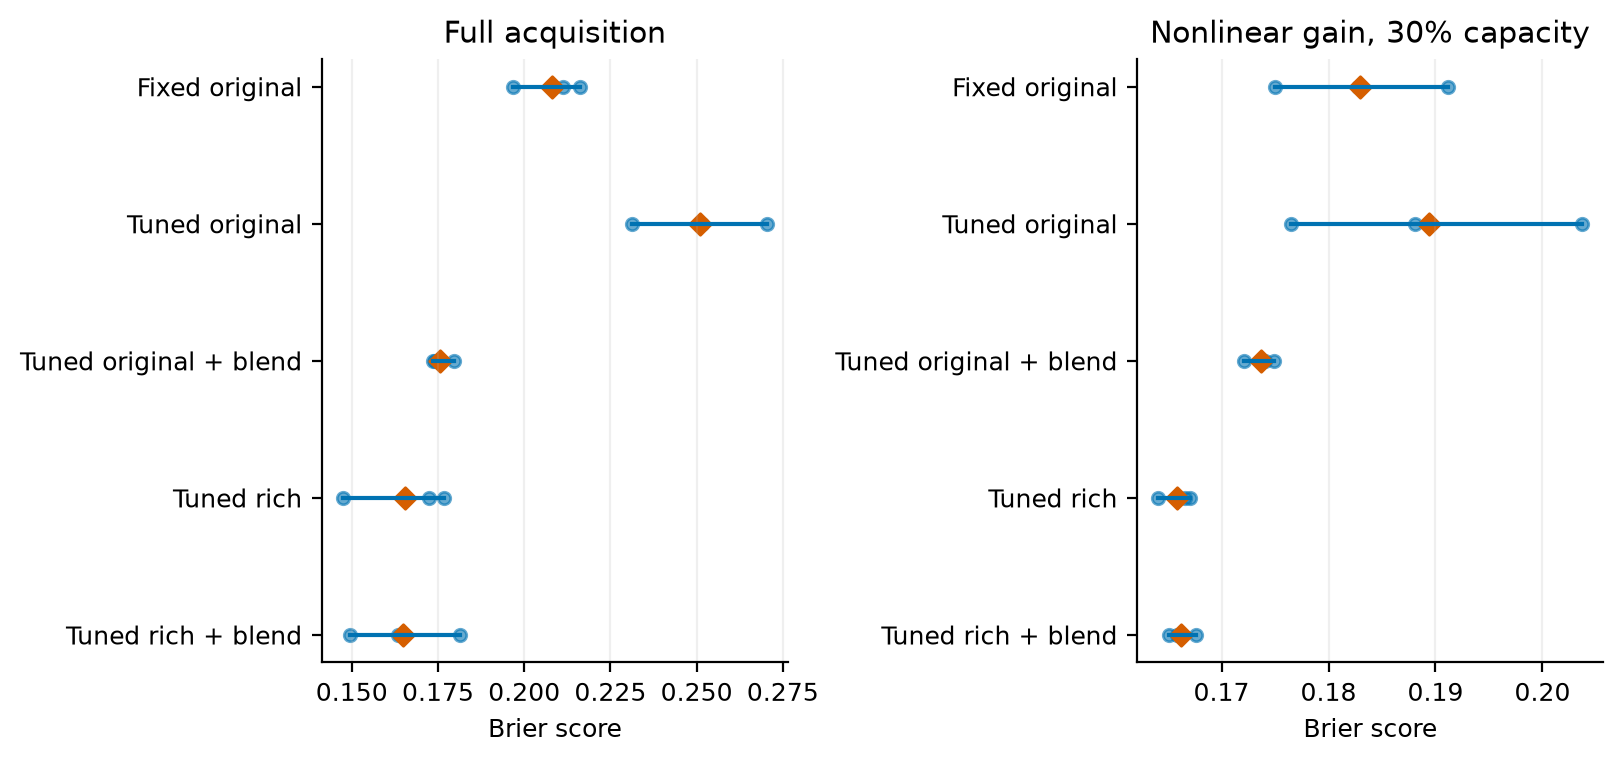 Full acquisition
Fixed original
Tuned original
Tuned original + blend
Tuned rich
Tuned rich + blend
0.150 0.175 0.200 0.225 0.250 0.275
Brier score
Nonlinear gain, 30% capacity
Fixed original
Tuned original
Tuned original + blend
Tuned rich
Tuned rich + blend
0.17 0.18 0.19 0.20
Brier score